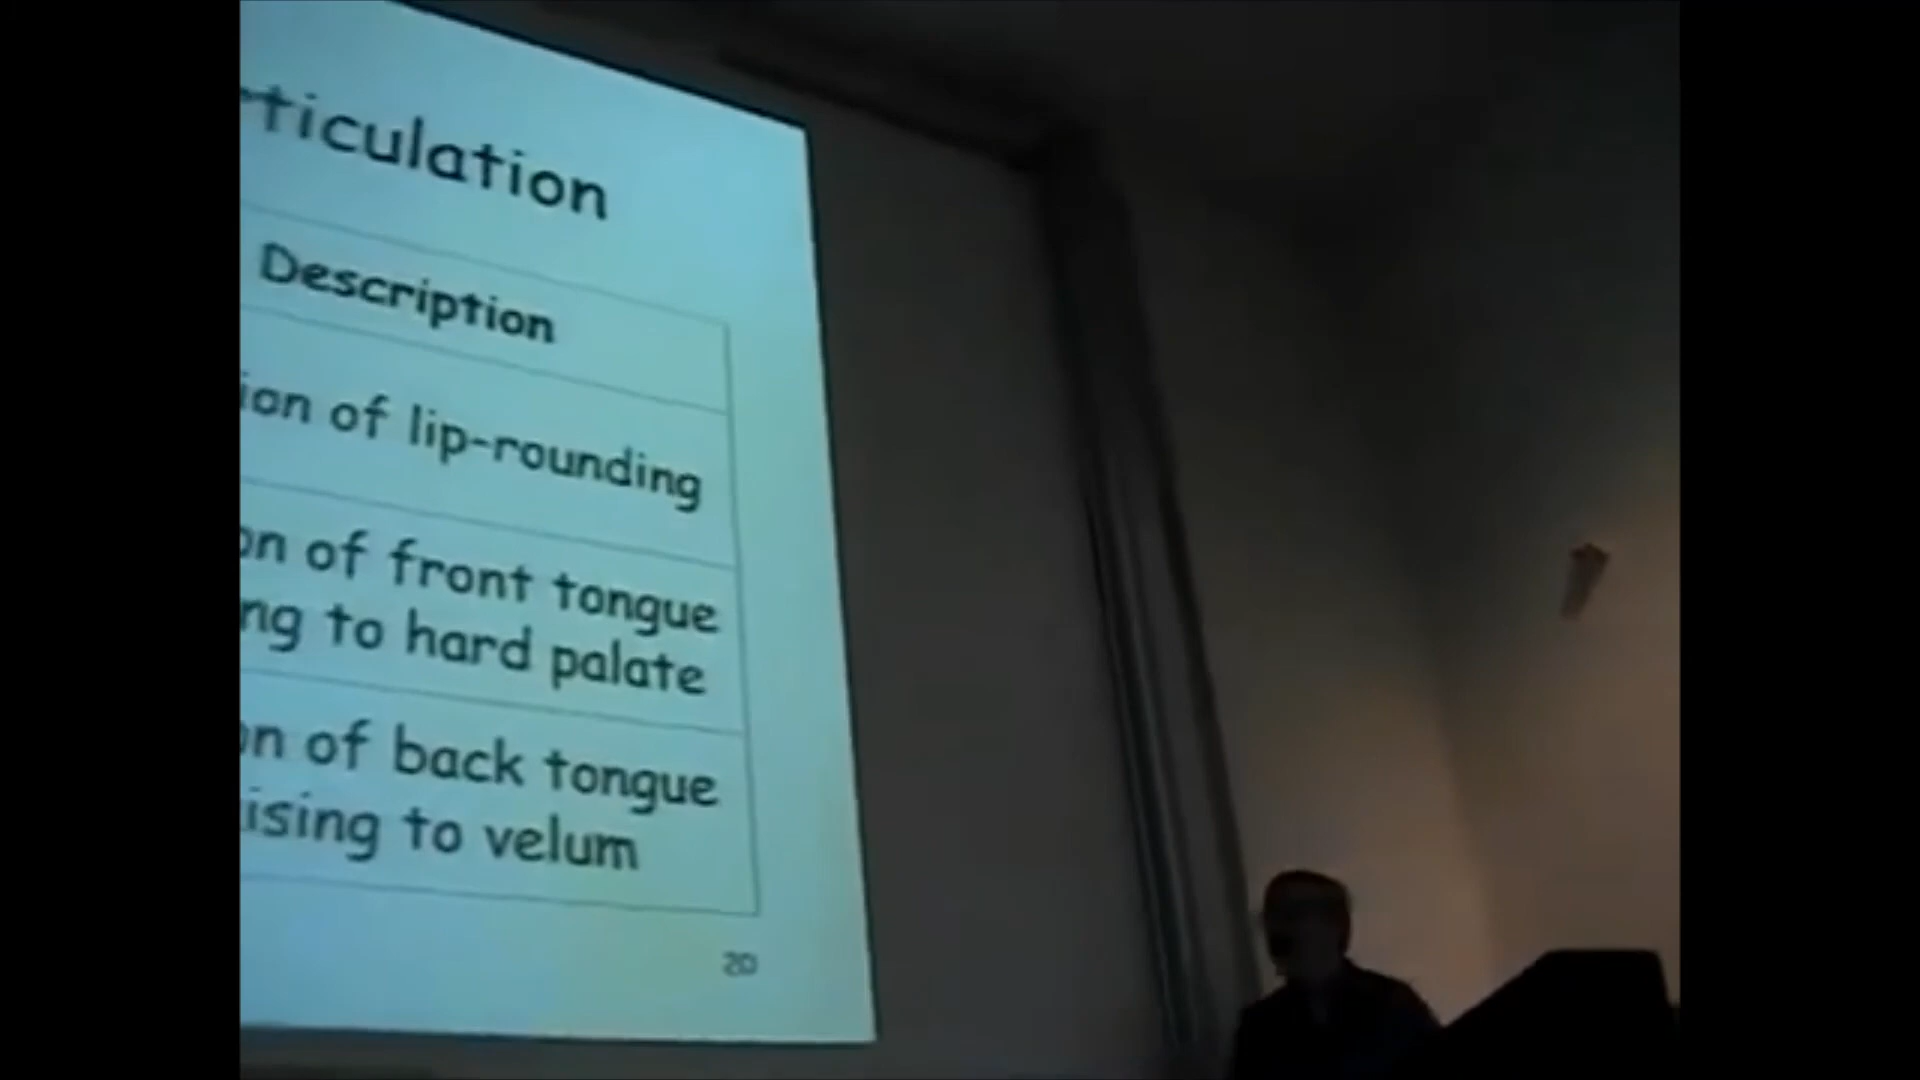 rticulation
Description
ion of lip-rounding
on of front tongue
ng to hard palate
on of back tongue
ising to velum
20